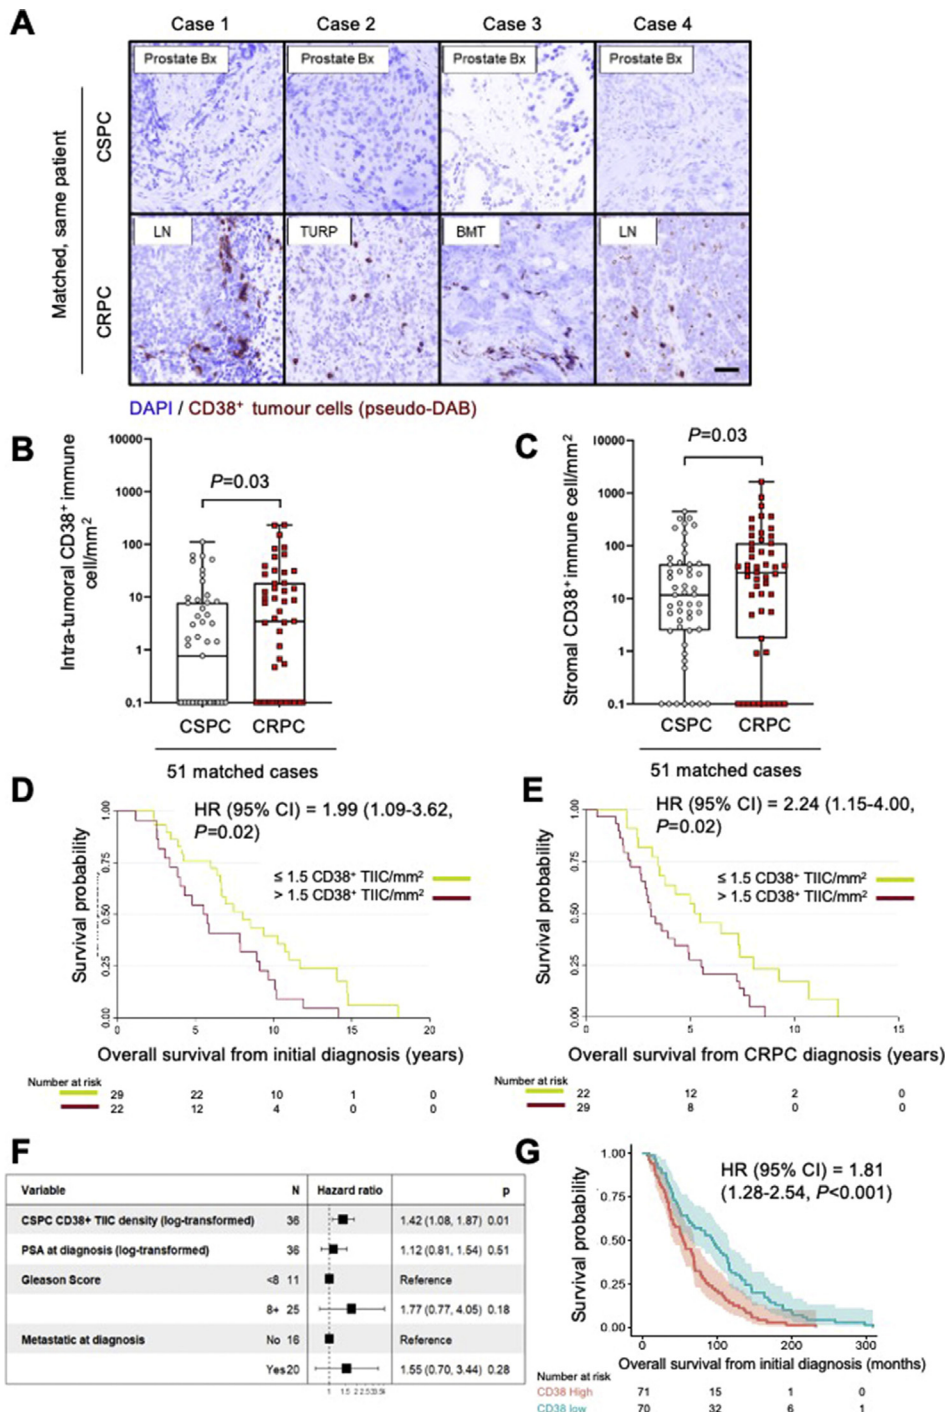 A
Case 1 Case 2 Case 3 Case 4
Matched, same patient
CSPC
Prostate Bx Prostate Bx Prostate Bx Prostate Bx
CRPC
LN TURP BMT LN
DAPI / CD38⁺ tumour cells (pseudo-DAB)
B
Intra-tumoral CD38⁺ immune
cell/mm²
10000
1000
100
10
1
0.1
P=0.03
CSPC CRPC
51 matched cases
C
Stromal CD38⁺immune cell/mm²
10000
1000
100
10
1
0.1
P=0.03
CSPC CRPC
51 matched cases
D
HR (95% CI) = 1.99 (1.09-3.62,
P=0.02)
≤ 1.5 CD38⁺ TIIC/mm²
> 1.5 CD38⁺ TIIC/mm²
Survival probability
1.00
0.75
0.50
0.25
0.00
0 5 10 15 20
Overall survival from initial diagnosis (years)
Number at risk
29 22 10 1 0
22 12 4 0 0
E
HR (95% CI) = 2.24 (1.15-4.00,
P=0.02)
≤ 1.5 CD38⁺ TIIC/mm²
> 1.5 CD38⁺ TIIC/mm²
Survival probability
1.00
0.75
0.50
0.25
0.00
0 5 10 15
Overall survival from CRPC diagnosis (years)
Number at risk
22 12 2 0
29 8 0 0
F
Variable N Hazard ratio p
CSPC CD38+ TIIC density (log-transformed) 36 1.42 (1.08, 1.87) 0.01
PSA at diagnosis (log-transformed) 36 1.12 (0.81, 1.54) 0.51
Gleason Score <8 11 Reference
8+ 25 1.77 (0.77, 4.05) 0.18
Metastatic at diagnosis No 16 Reference
Yes20 1.55 (0.70, 3.44) 0.28
1 1.5 2 2.5
G
HR (95% CI) = 1.81
(1.28-2.54, P<0.001)
Survival probability
1.00
0.75
0.50
0.25
0.00
0 100 200 300
Overall survival from initial diagnosis (months)
Number at risk
CD38 High 71 15 1 0
CD38 low 70 32 6 1